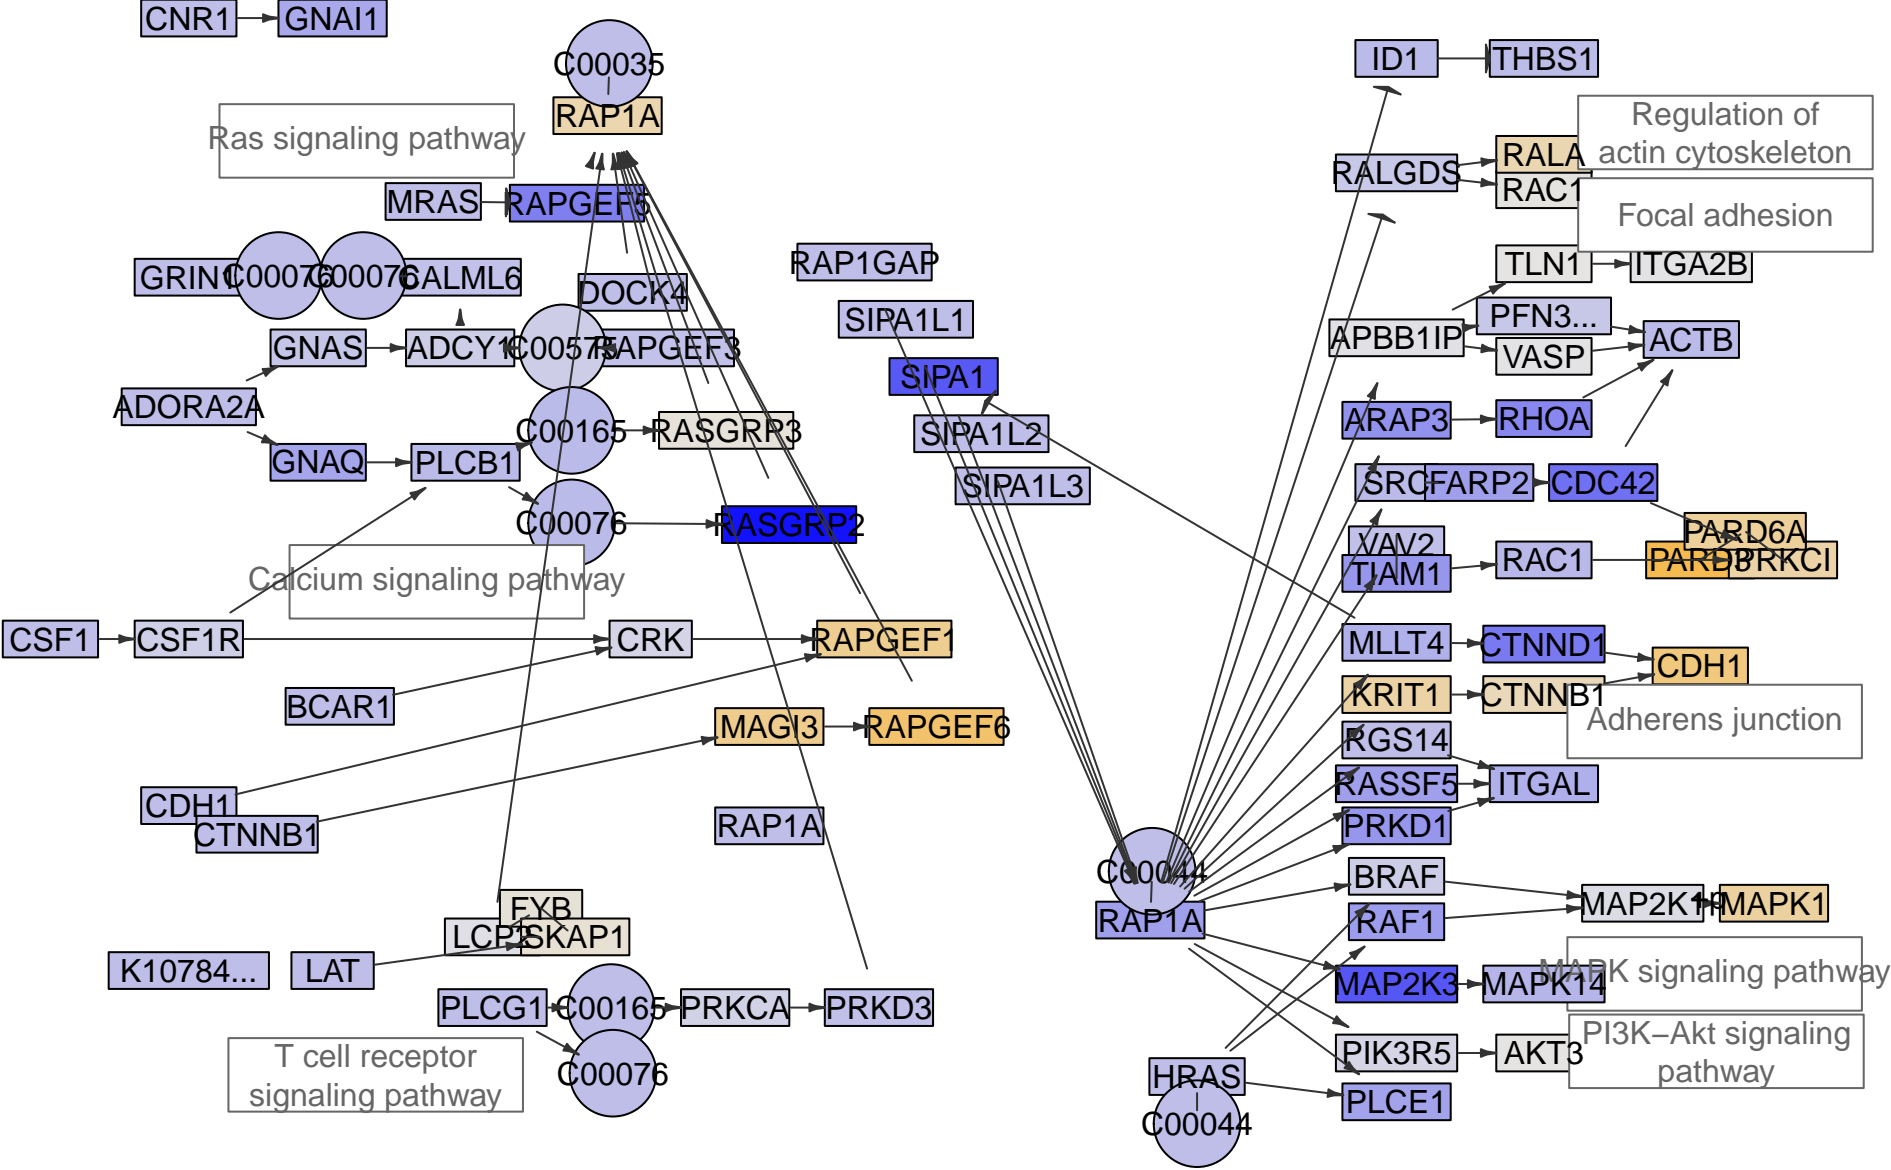 CNR1
GNAI1
C00035
RAP1A
Ras signaling pathway
MRAS
RAPGEF5
GRIN1
C00076
C00076
CALML6
DOCK4
GNAS
ADCY1
C00575
RAPGEF3
ADORA2A
GNAQ
PLCB1
C00165
RASGRP3
C00076
RASGRP2
Calcium signaling pathway
CSF1
CSF1R
CRK
RAPGEF1
BCAR1
MAGI3
RAPGEF6
CDH1
CTNNB1
RAP1A
FYB
LCP2
SKAP1
K10784...
LAT
PLCG1
C00165
PRKCA
PRKD3
C00076
T cell receptor
signaling pathway
RAP1GAP
SIPA1L1
SIPA1
SIPA1L2
SIPA1L3
C00044
RAP1A
HRAS
C00044
ID1
THBS1
Regulation of
actin cytoskeleton
RALGDS
RALA
RAC1
Focal adhesion
TLN1
ITGA2B
APBB1IP
PFN3...
VASP
ACTB
ARAP3
RHOA
SRC
FARP2
CDC42
VAV2
TIAM1
RAC1
PARD6A
PARD3
PRKCI
MLLT4
CTNND1
CDH1
KRIT1
CTNNB1
Adherens junction
RGS14
RASSF5
ITGAL
PRKD1
BRAF
RAF1
MAP2K1
+p
MAPK1
MAP2K3
MAPK14
MAPK signaling pathway
PIK3R5
AKT3
PI3K−Akt signaling
pathway
PLCE1